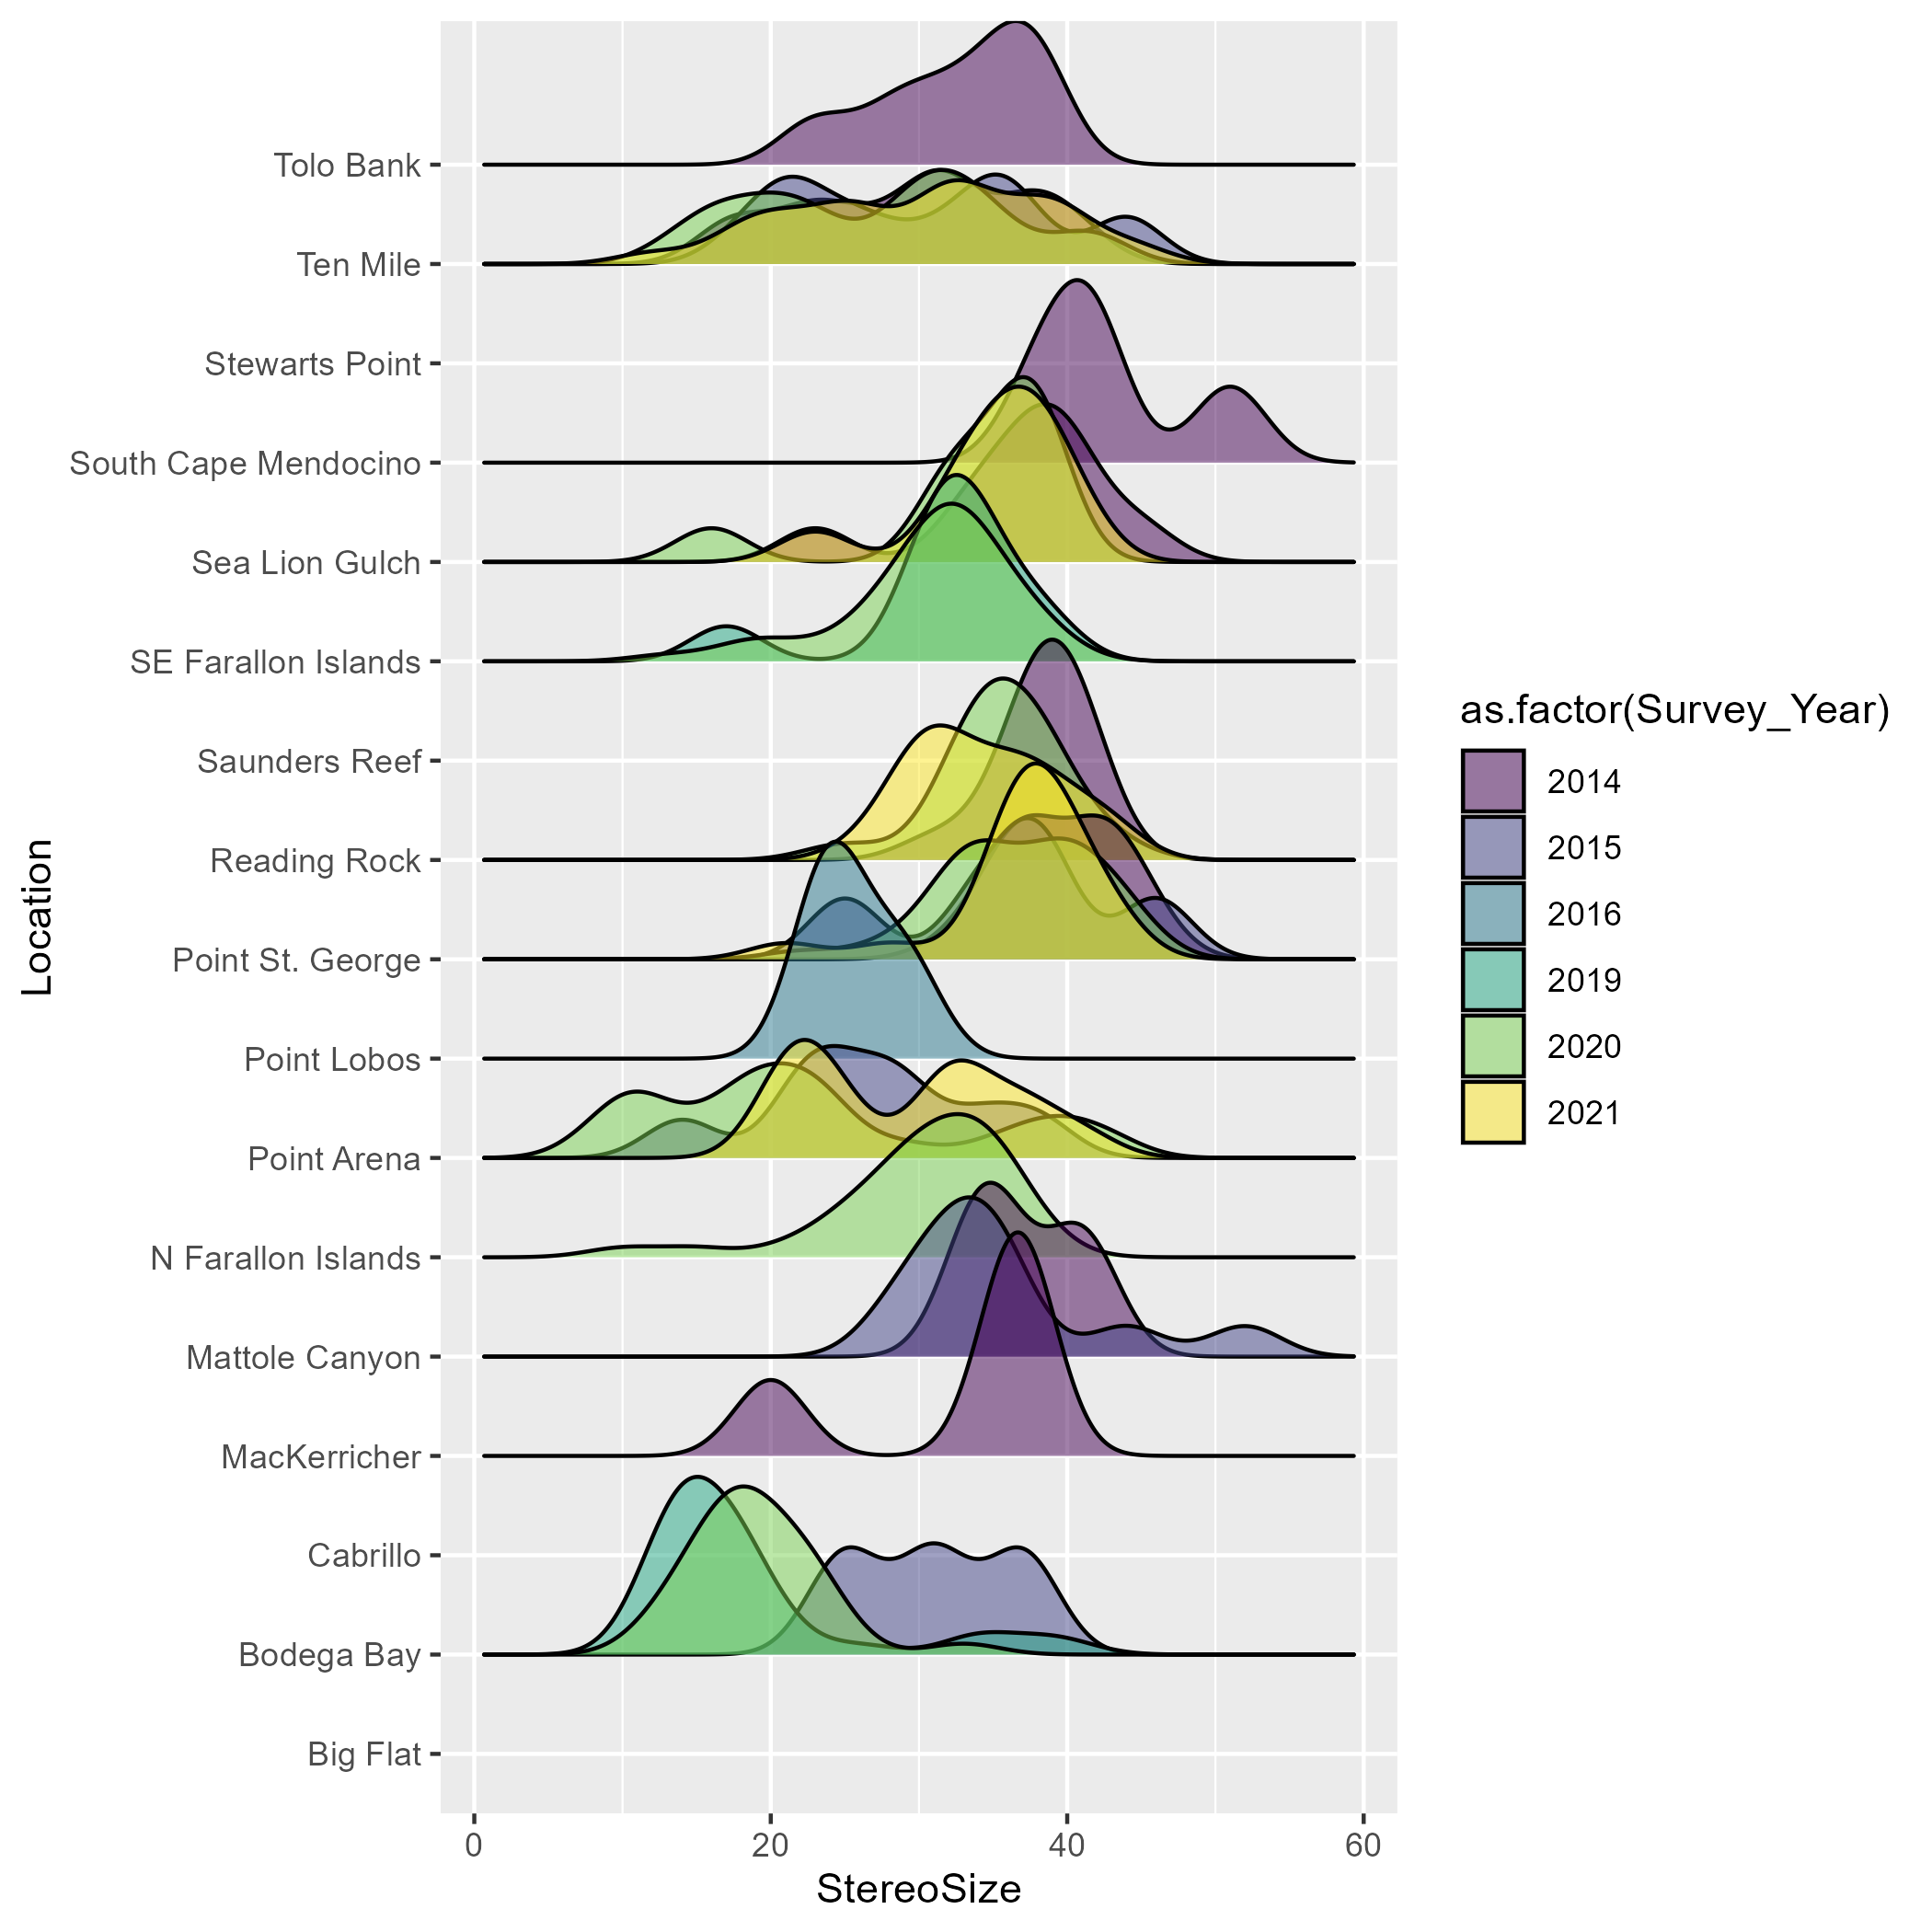 Tolo Bank
Ten Mile
Stewarts Point
South Cape Mendocino
Sea Lion Gulch
SE Farallon Islands
Saunders Reef
Reading Rock
Point St. George
Point Lobos
Point Arena
N Farallon Islands
Mattole Canyon
MacKerricher
Cabrillo
Bodega Bay
Big Flat
Location
0 20 40 60
StereoSize
as.factor(Survey_Year)
2014
2015
2016
2019
2020
2021